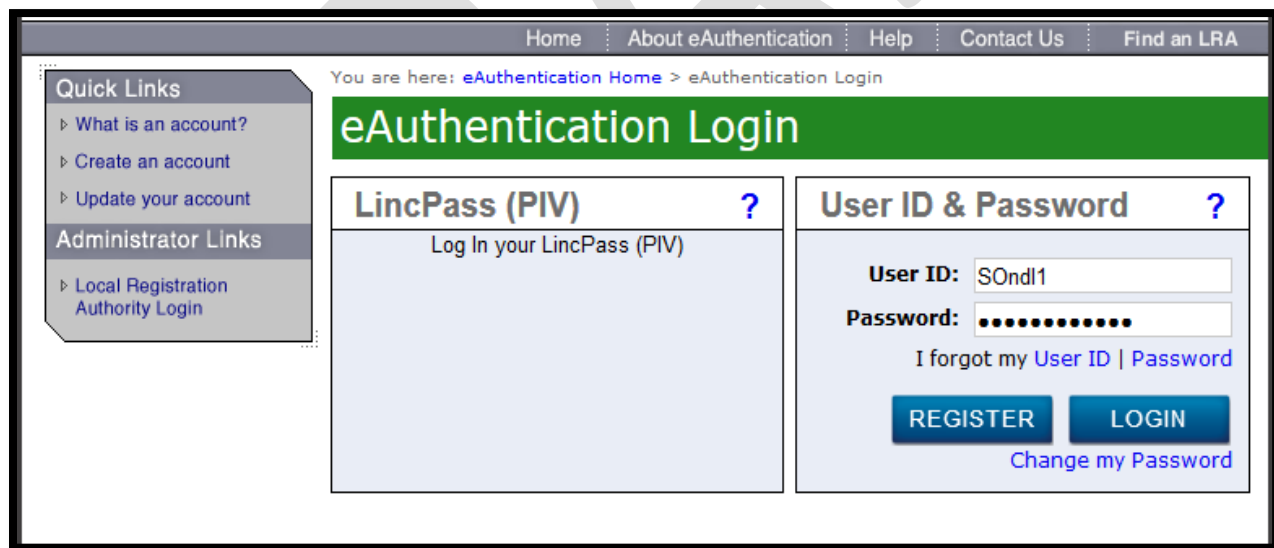 Home About eAuthentication Help Contact Us Find an LRA
Quick Links
What is an account?
Create an account
Update your account
Administrator Links
Local Registration
Authority Login
You are here: eAuthentication Home > eAuthentication Login
eAuthentication Login
LincPass (PIV) ?
Log In your LincPass (PIV)
User ID & Password ?
User ID: SOndl1
Password: ●●●●●●●●●●●●
I forgot my User ID | Password
REGISTER LOGIN
Change my Password